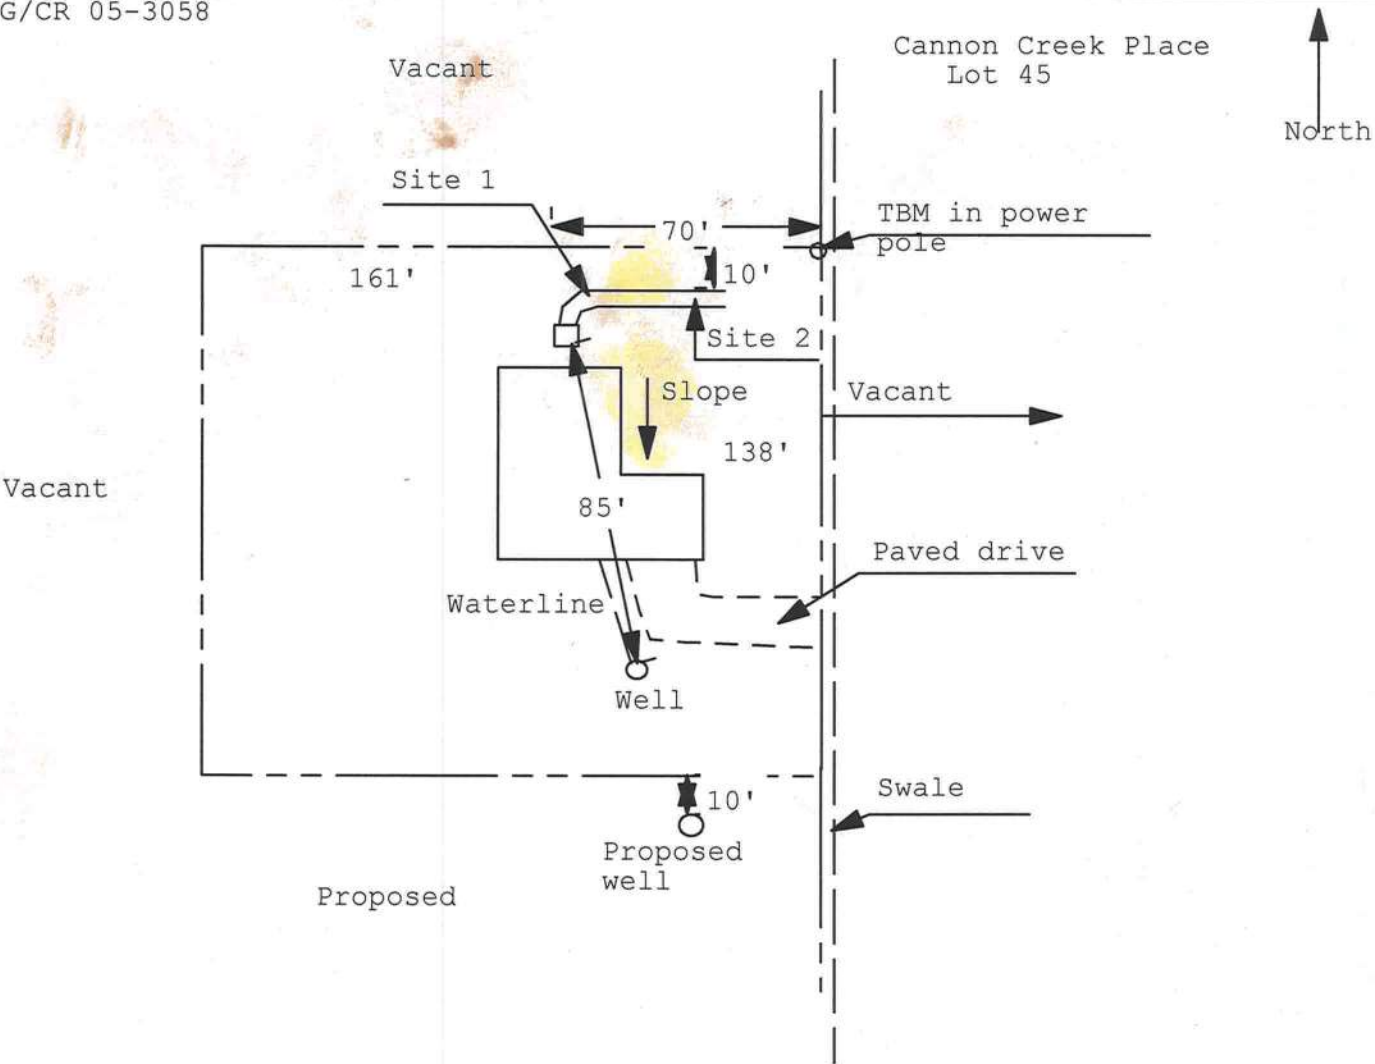 G/CR 05-3058
Cannon Creek Place
Lot 45
Vacant
North
Site 1
TBM in power
pole
70'
161'
10'
Site 2
Slope
Vacant
138'
Vacant
85'
Paved drive
Waterline
Well
Swale
10'
Proposed
well
Proposed